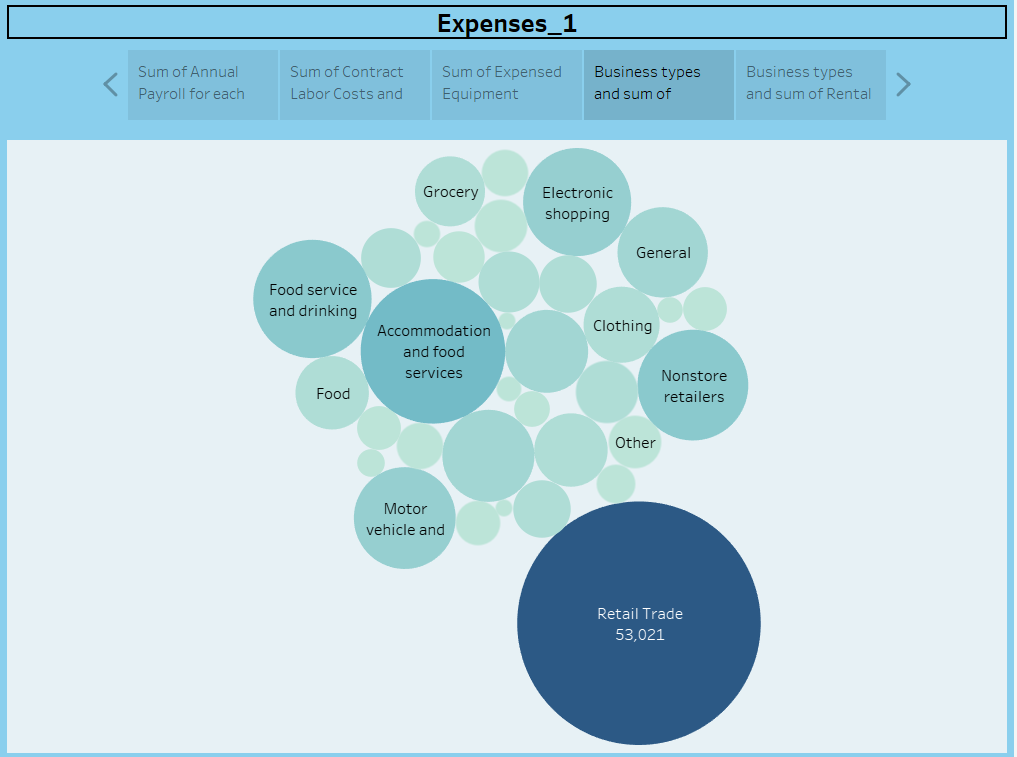 Expenses_1
Sum of Annual
Payroll for each
Sum of Contract
Labor Costs and
Sum of Expensed
Equipment
Business types
and sum of
Business types
and sum of Rental
Grocery
Electronic
shopping
General
Food service
and drinking
Accommodation
and food
services
Clothing
Nonstore
retailers
Food
Other
Motor
vehicle and
Retail Trade
53,021